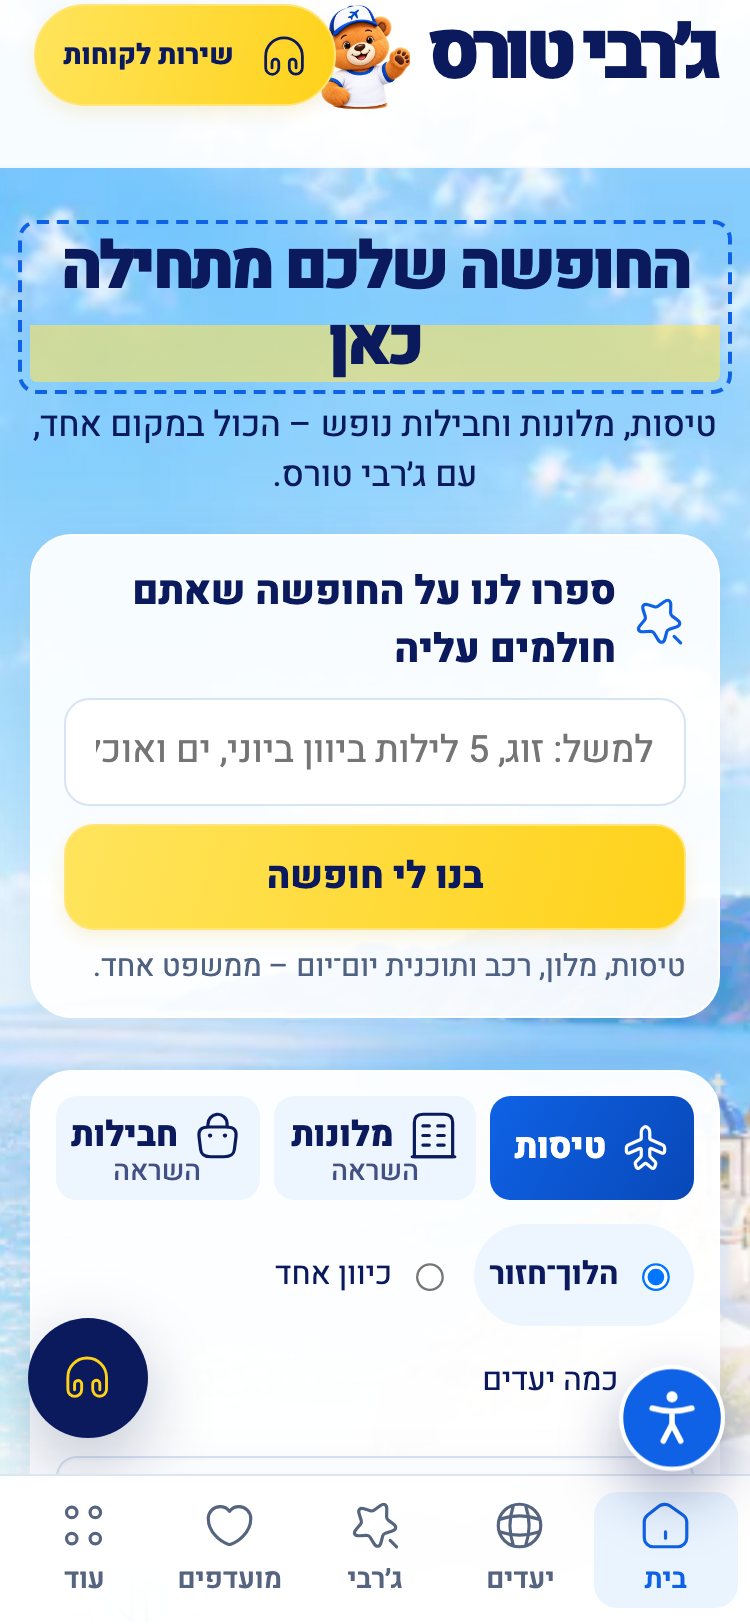 ג׳רבי טורס
שירות לקוחות
החופשה שלכם מתחילה
כאן
טיסות, מלונות וחבילות נופש – הכול במקום אחד,
עם ג׳רבי טורס.
ספרו לנו על החופשה שאתם
חולמים עליה
למשל: זוג, 5 לילות ביוון ביוני, ים ואוכ
בנו לי חופשה
טיסות, מלון, רכב ותוכנית יום־יום – ממשפט אחד.
טיסות
מלונות
השראה
חבילות
השראה
הלוך־חזור
כיוון אחד
כמה יעדים
בית
יעדים
ג׳רבי
מועדפים
עוד